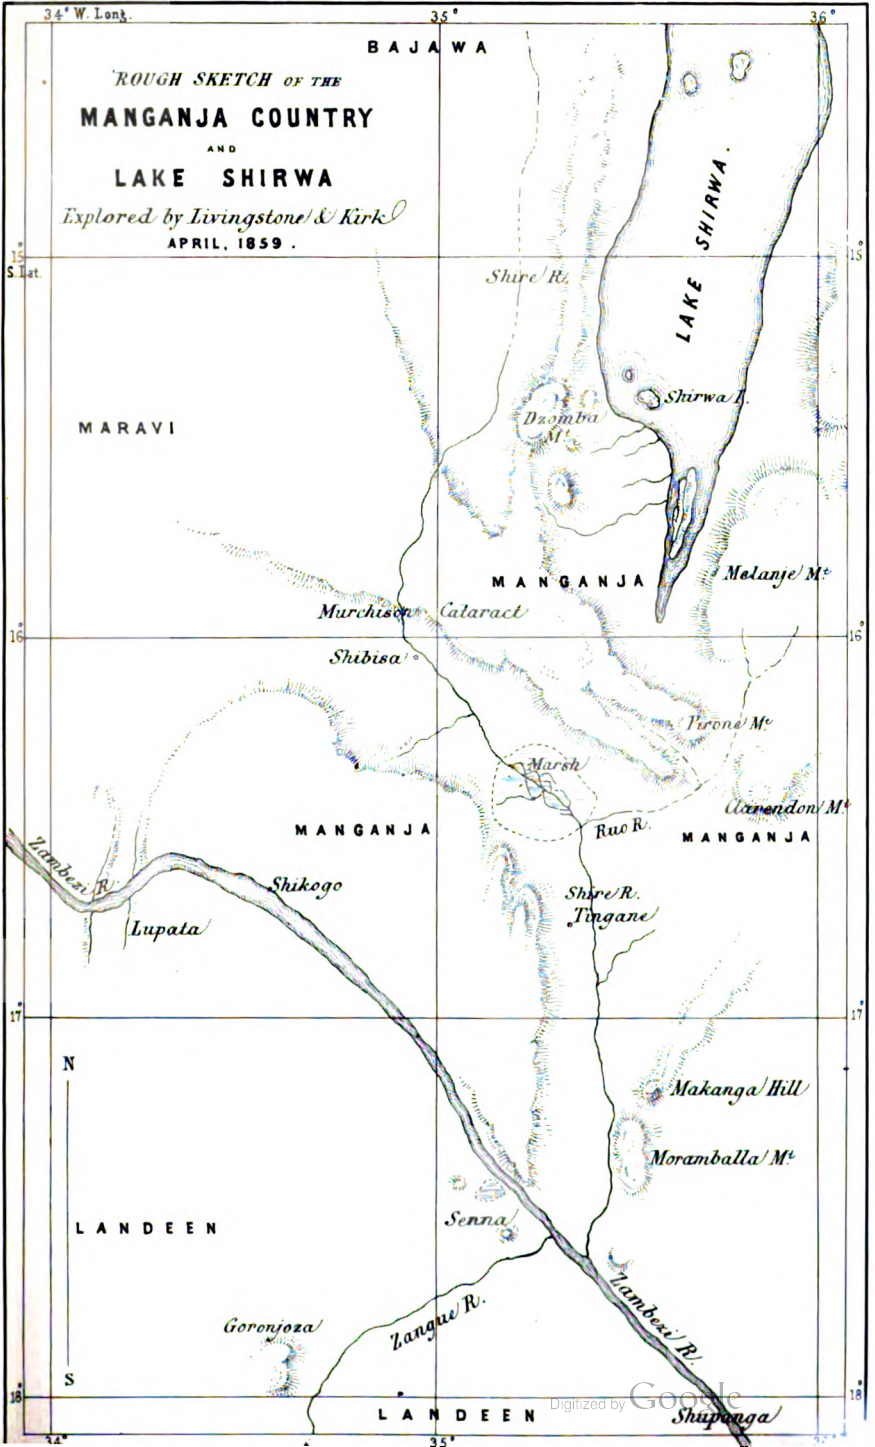 34° W. Long.
35°
36°
BAJAWA
ROUGH SKETCH OF THE
MANGANJA COUNTRY
AND
LAKE SHIRWA
Explored by Livingstone & Kirk
APRIL, 1859.
LAKE SHIRWA.
15°
S. Lat.
15°
Shire R.
Shirwa I.
Dzomba
Mt.
MARAVI
MANGANJA
Melanje Mt.
Murchison Cataract
16°
16°
Shibisa
Pirone Mt.
Marsh
Clarendon Mt.
MANGANJA
Ruo R.
MANGANJA
Zambezi R.
Shikogo
Shire R.
Tingane
Lupata
17°
17°
N
Makanga Hill
Moramballa Mt.
Senna
LANDEEN
Zambezi R.
Zangue R.
Goronjoza
S
18°
18
Digitized by Google
LANDEEN
Shupanga
34°
35°